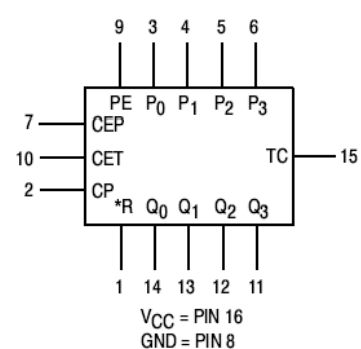 9 3 4 5 6
PE P0 P1 P2 P3
7 CEP
10 CET TC 15
2 CP
*R Q0 Q1 Q2 Q3
1 14 13 12 11
VCC = PIN 16
GND = PIN 8